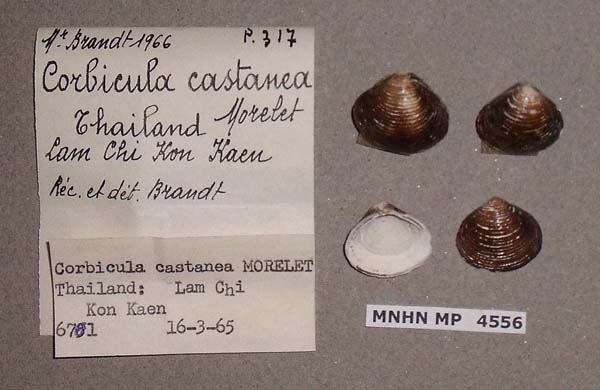 Mr Brandt 1966 P.317
Corbicula castanea
Morelet
Thailand
Lam Chi Kon Kaen
Réc. et dét. Brandt
Corbicula castanea MORELET
Thailand: Lam Chi
Kon Kaen
16-3-65
MNHN MP 4556